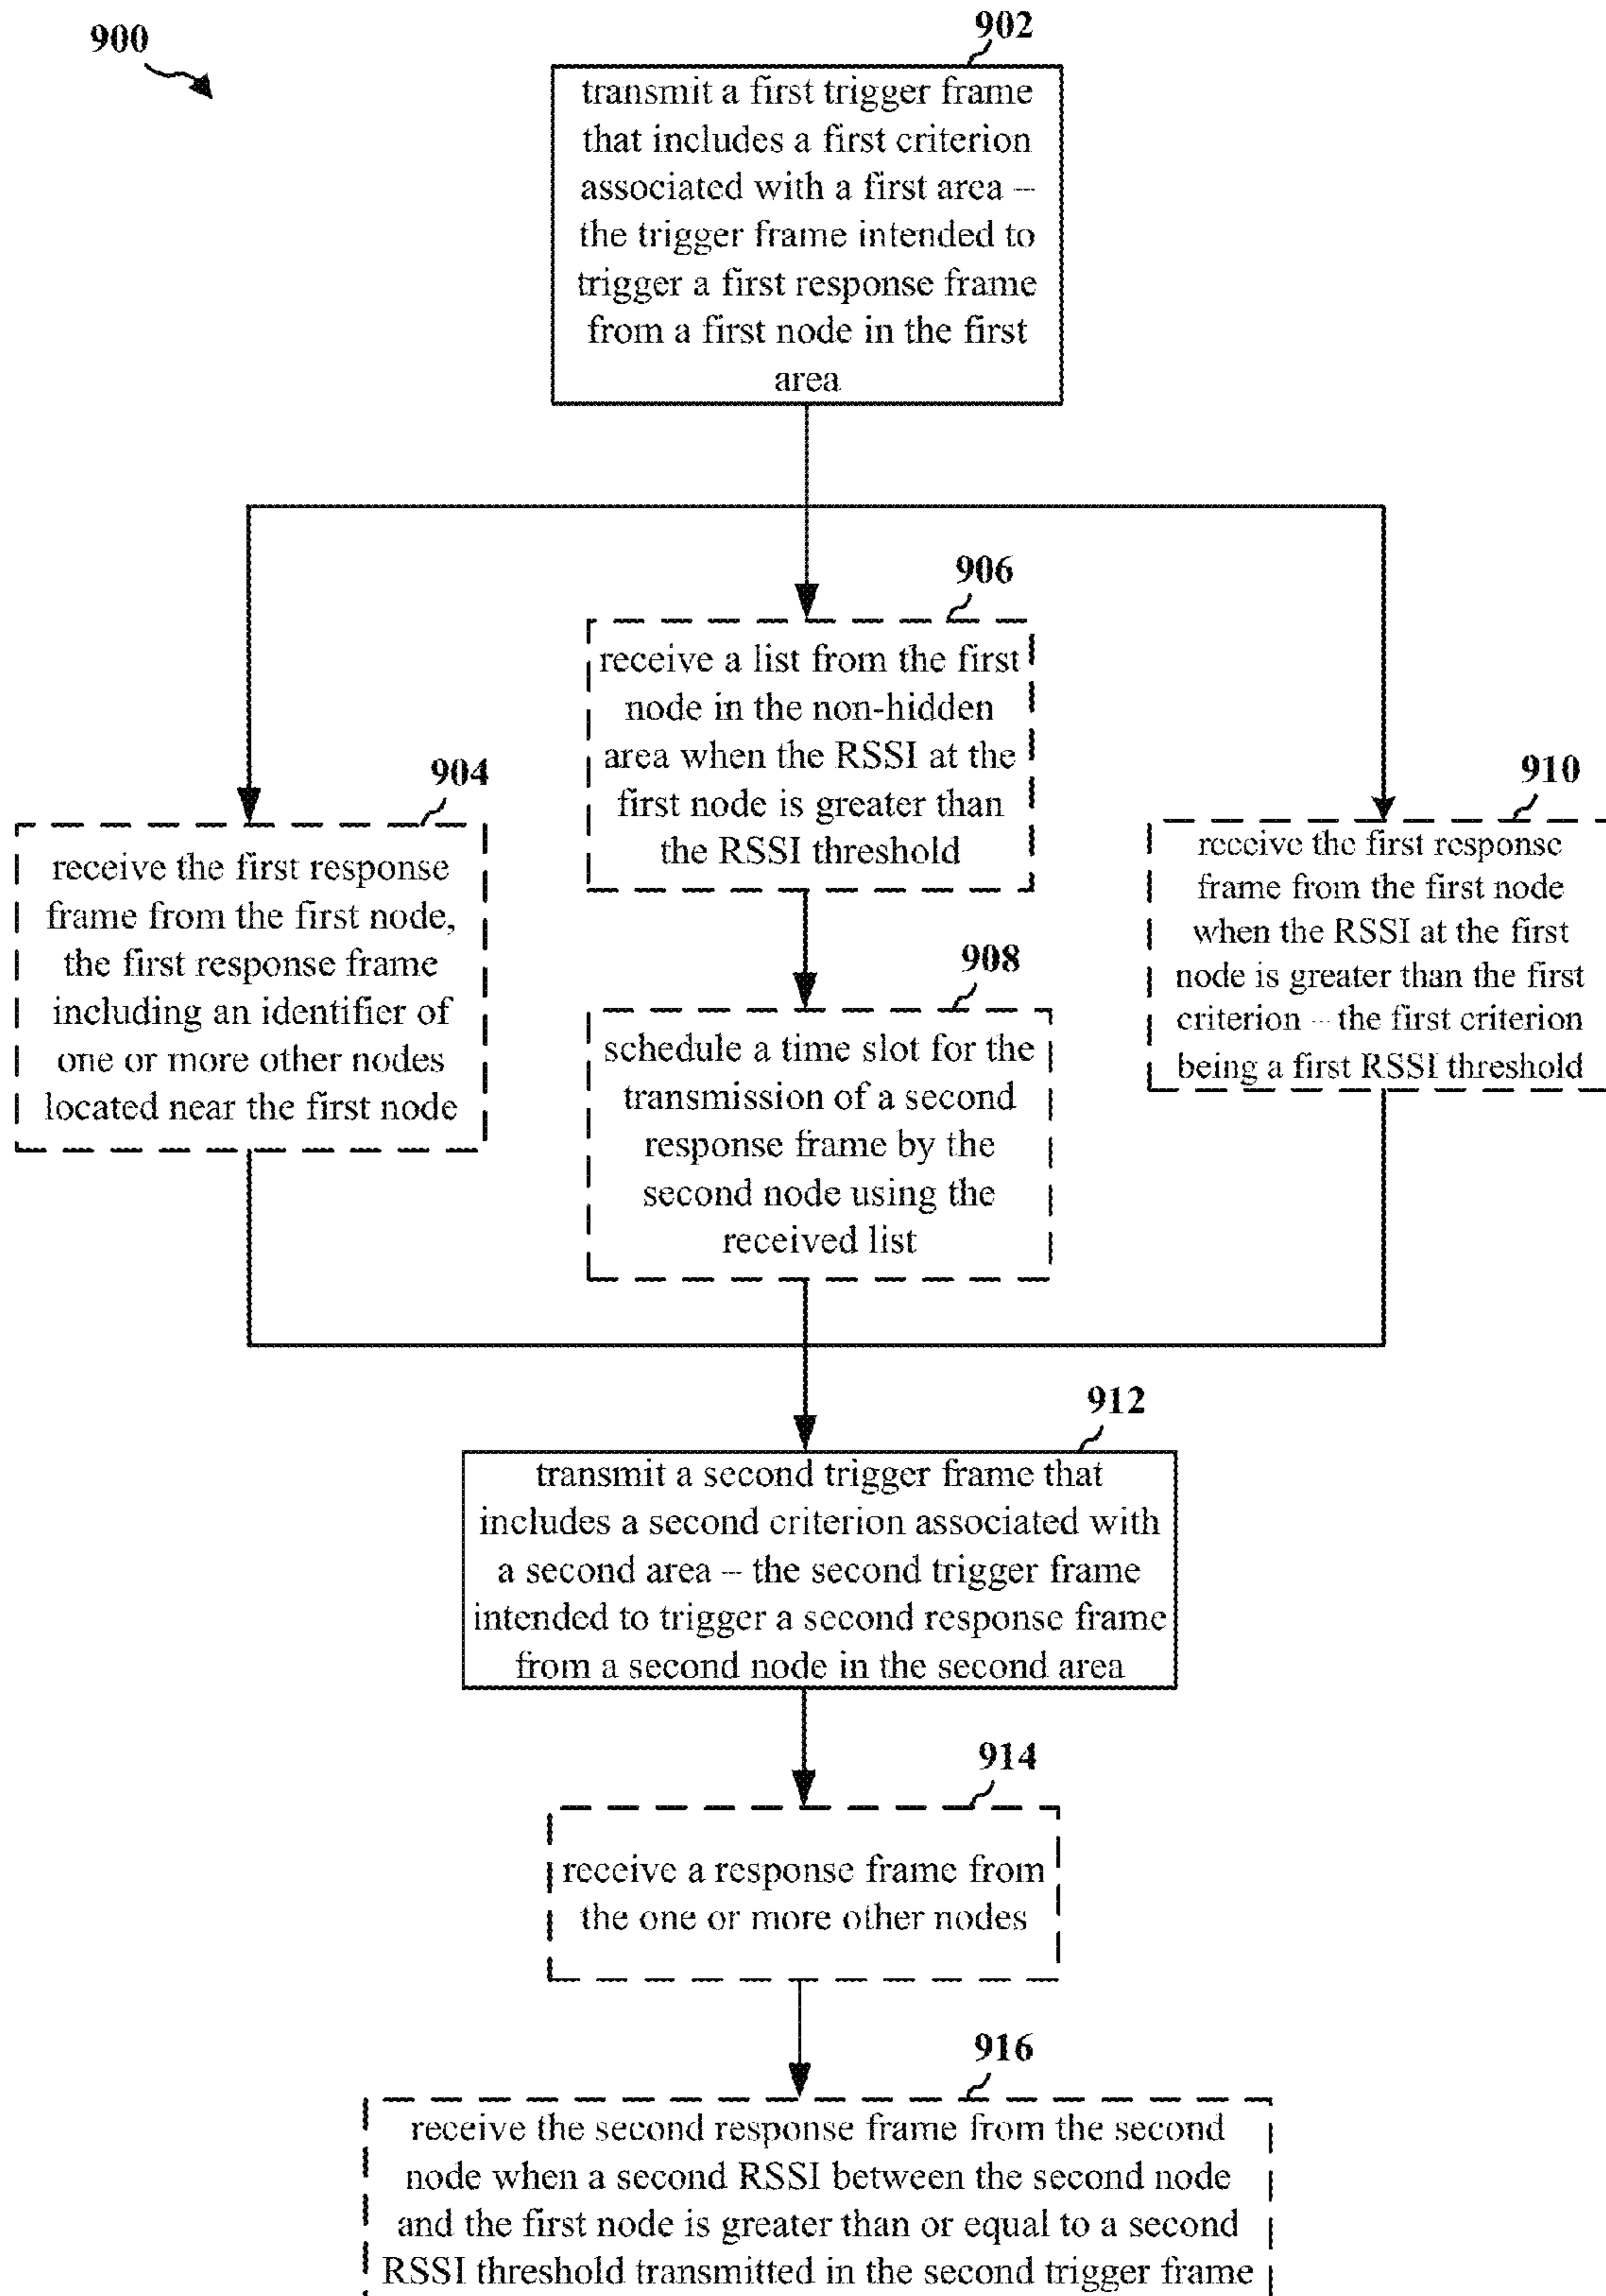 900
902
transmit a first trigger frame
that includes a first criterion
associated with a first area –
the trigger frame intended to
trigger a first response frame
from a first node in the first
area
906
receive a list from the first
node in the non-hidden
area when the RSSI at the
first node is greater than
the RSSI threshold
904
receive the first response
frame from the first node,
the first response frame
including an identifier of
one or more other nodes
located near the first node
910
receive the first response
frame from the first node
when the RSSI at the first
node is greater than the first
criterion – the first criterion
being a first RSSI threshold
908
schedule a time slot for the
transmission of a second
response frame by the
second node using the
received list
912
transmit a second trigger frame that
includes a second criterion associated with
a second area – the second trigger frame
intended to trigger a second response frame
from a second node in the second area
914
receive a response frame from
the one or more other nodes
916
receive the second response frame from the second
node when a second RSSI between the second node
and the first node is greater than or equal to a second
RSSI threshold transmitted in the second trigger frame